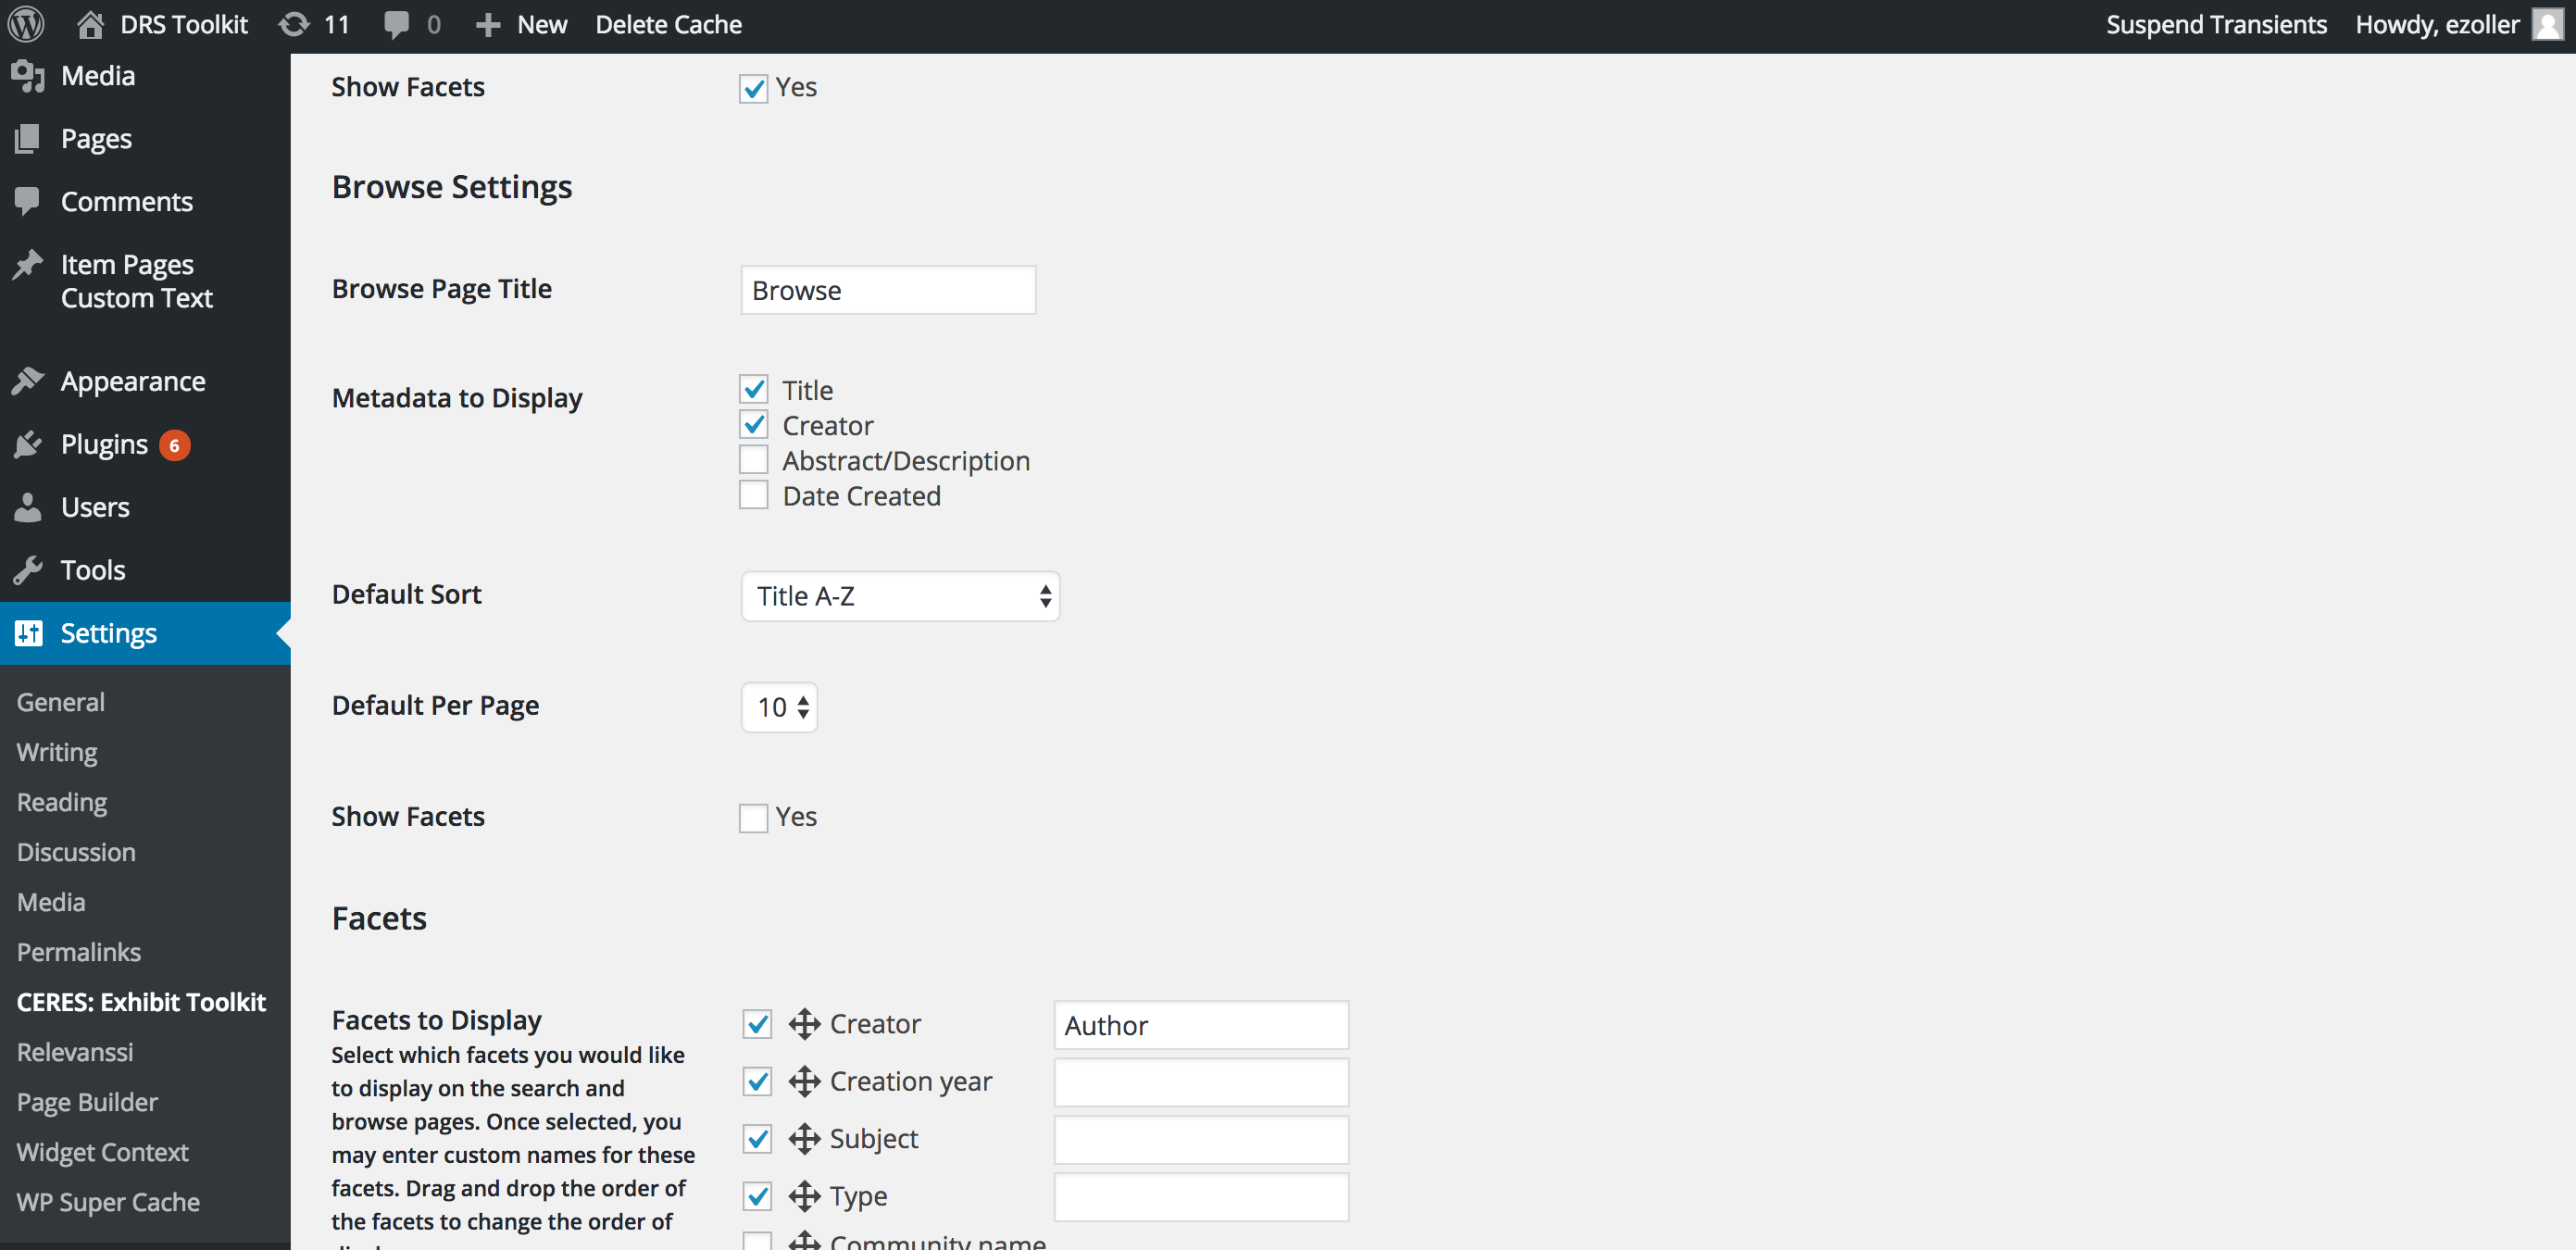 DRS Toolkit 11 0 New Delete Cache Suspend Transients Howdy, ezoller
Media
Pages
Comments
Item Pages
Custom Text
Appearance
Plugins 6
Users
Tools
Settings
General
Writing
Reading
Discussion
Media
Permalinks
CERES: Exhibit Toolkit
Relevanssi
Page Builder
Widget Context
WP Super Cache
Show Facets Yes
Browse Settings
Browse Page Title Browse
Metadata to Display Title
Creator
Abstract/Description
Date Created
Default Sort Title A-Z
Default Per Page 10
Show Facets Yes
Facets
Facets to Display
Select which facets you would like
to display on the search and
browse pages. Once selected, you
may enter custom names for these
facets. Drag and drop the order of
the facets to change the order of
Creator Author
Creation year
Subject
Type
Community name